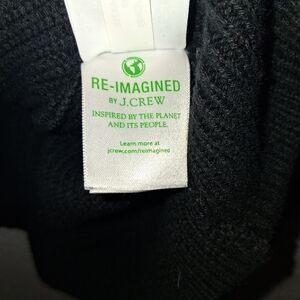 RE-IMAGINED
BY J.CREW
INSPIRED BY THE PLANET
AND ITS PEOPLE.
Learn more at
jcrew.com/reimagined